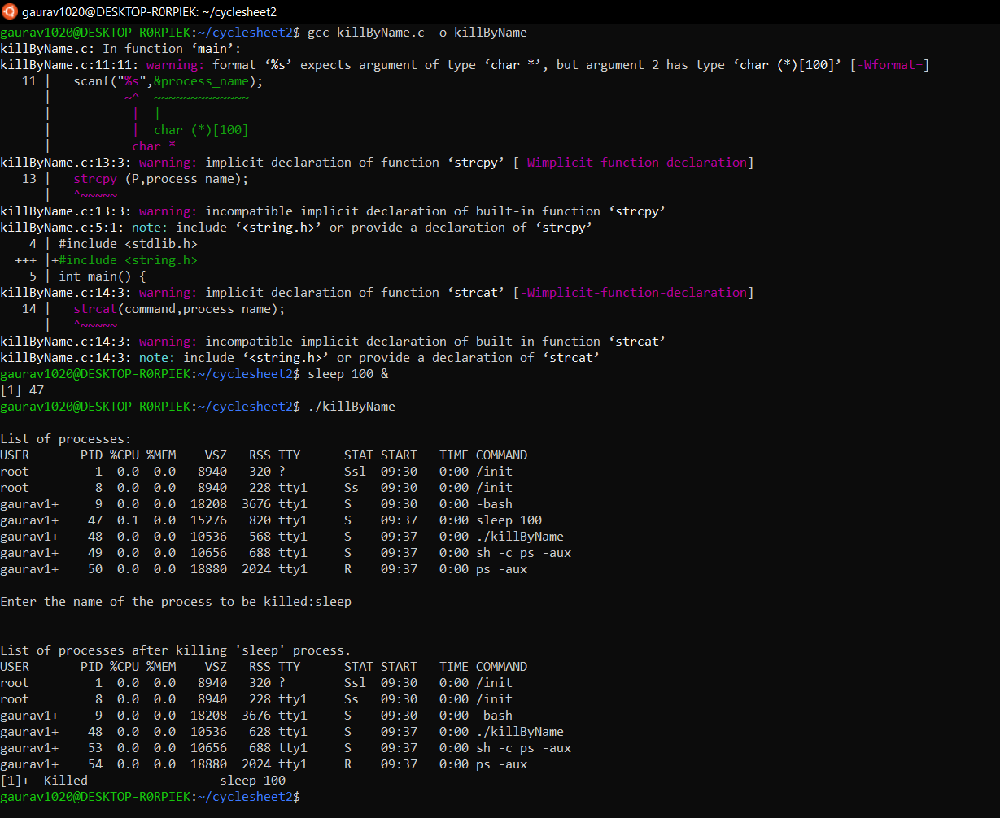 gaurav1020@DESKTOP-R0RPIEK: ~/cyclesheet2
gaurav1020@DESKTOP-R0RPIEK:~/cyclesheet2$ gcc killByName.c -o killByName
killByName.c: In function ‘main’:
killByName.c:11:11: warning: format ‘%s’ expects argument of type ‘char *’, but argument 2 has type ‘char (*)[100]’ [-Wformat=]
   11 |   scanf("%s",&process_name);
      |          ~^  ~~~~~~~~~~~~~
      |           |  |
      |           |  char (*)[100]
      |           char *
killByName.c:13:3: warning: implicit declaration of function ‘strcpy’ [-Wimplicit-function-declaration]
   13 |   strcpy (P,process_name);
      |   ^~~~~~
killByName.c:13:3: warning: incompatible implicit declaration of built-in function ‘strcpy’
killByName.c:5:1: note: include ‘<string.h>’ or provide a declaration of ‘strcpy’
    4 | #include <stdlib.h>
  +++ |+#include <string.h>
    5 | int main() {
killByName.c:14:3: warning: implicit declaration of function ‘strcat’ [-Wimplicit-function-declaration]
   14 |   strcat(command,process_name);
      |   ^~~~~~
killByName.c:14:3: warning: incompatible implicit declaration of built-in function ‘strcat’
killByName.c:14:3: note: include ‘<string.h>’ or provide a declaration of ‘strcat’
gaurav1020@DESKTOP-R0RPIEK:~/cyclesheet2$ sleep 100 &
[1] 47
gaurav1020@DESKTOP-R0RPIEK:~/cyclesheet2$ ./killByName

List of processes:
USER       PID %CPU %MEM    VSZ   RSS TTY      STAT START   TIME COMMAND
root         1  0.0  0.0   8940   320 ?        Ssl  09:30   0:00 /init
root         8  0.0  0.0   8940   228 tty1     Ss   09:30   0:00 /init
gaurav1+     9  0.0  0.0  18208  3676 tty1     S    09:30   0:00 -bash
gaurav1+    47  0.1  0.0  15276   820 tty1     S    09:37   0:00 sleep 100
gaurav1+    48  0.0  0.0  10536   568 tty1     S    09:37   0:00 ./killByName
gaurav1+    49  0.0  0.0  10656   688 tty1     S    09:37   0:00 sh -c ps -aux
gaurav1+    50  0.0  0.0  18880  2024 tty1     R    09:37   0:00 ps -aux

Enter the name of the process to be killed:sleep


List of processes after killing 'sleep' process.
USER       PID %CPU %MEM    VSZ   RSS TTY      STAT START   TIME COMMAND
root         1  0.0  0.0   8940   320 ?        Ssl  09:30   0:00 /init
root         8  0.0  0.0   8940   228 tty1     Ss   09:30   0:00 /init
gaurav1+     9  0.0  0.0  18208  3676 tty1     S    09:30   0:00 -bash
gaurav1+    48  0.0  0.0  10536   628 tty1     S    09:37   0:00 ./killByName
gaurav1+    53  0.0  0.0  10656   688 tty1     S    09:37   0:00 sh -c ps -aux
gaurav1+    54  0.0  0.0  18880  2024 tty1     R    09:37   0:00 ps -aux
[1]+  Killed                  sleep 100
gaurav1020@DESKTOP-R0RPIEK:~/cyclesheet2$